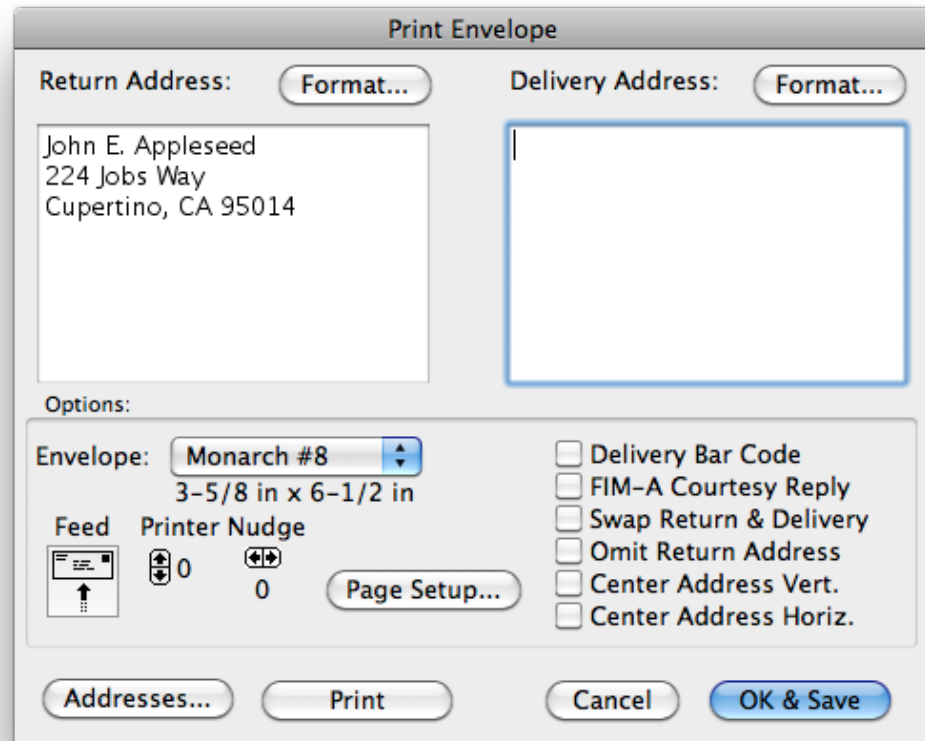 Print Envelope
Return Address:
Format...
Delivery Address:
Format...
John E. Appleseed
224 Jobs Way
Cupertino, CA 95014
Options:
Envelope:
Monarch #8
3-5/8 in x 6-1/2 in
Feed
Printer Nudge
0
0
Page Setup...
Delivery Bar Code
FIM-A Courtesy Reply
Swap Return & Delivery
Omit Return Address
Center Address Vert.
Center Address Horiz.
Addresses...
Print
Cancel
OK & Save